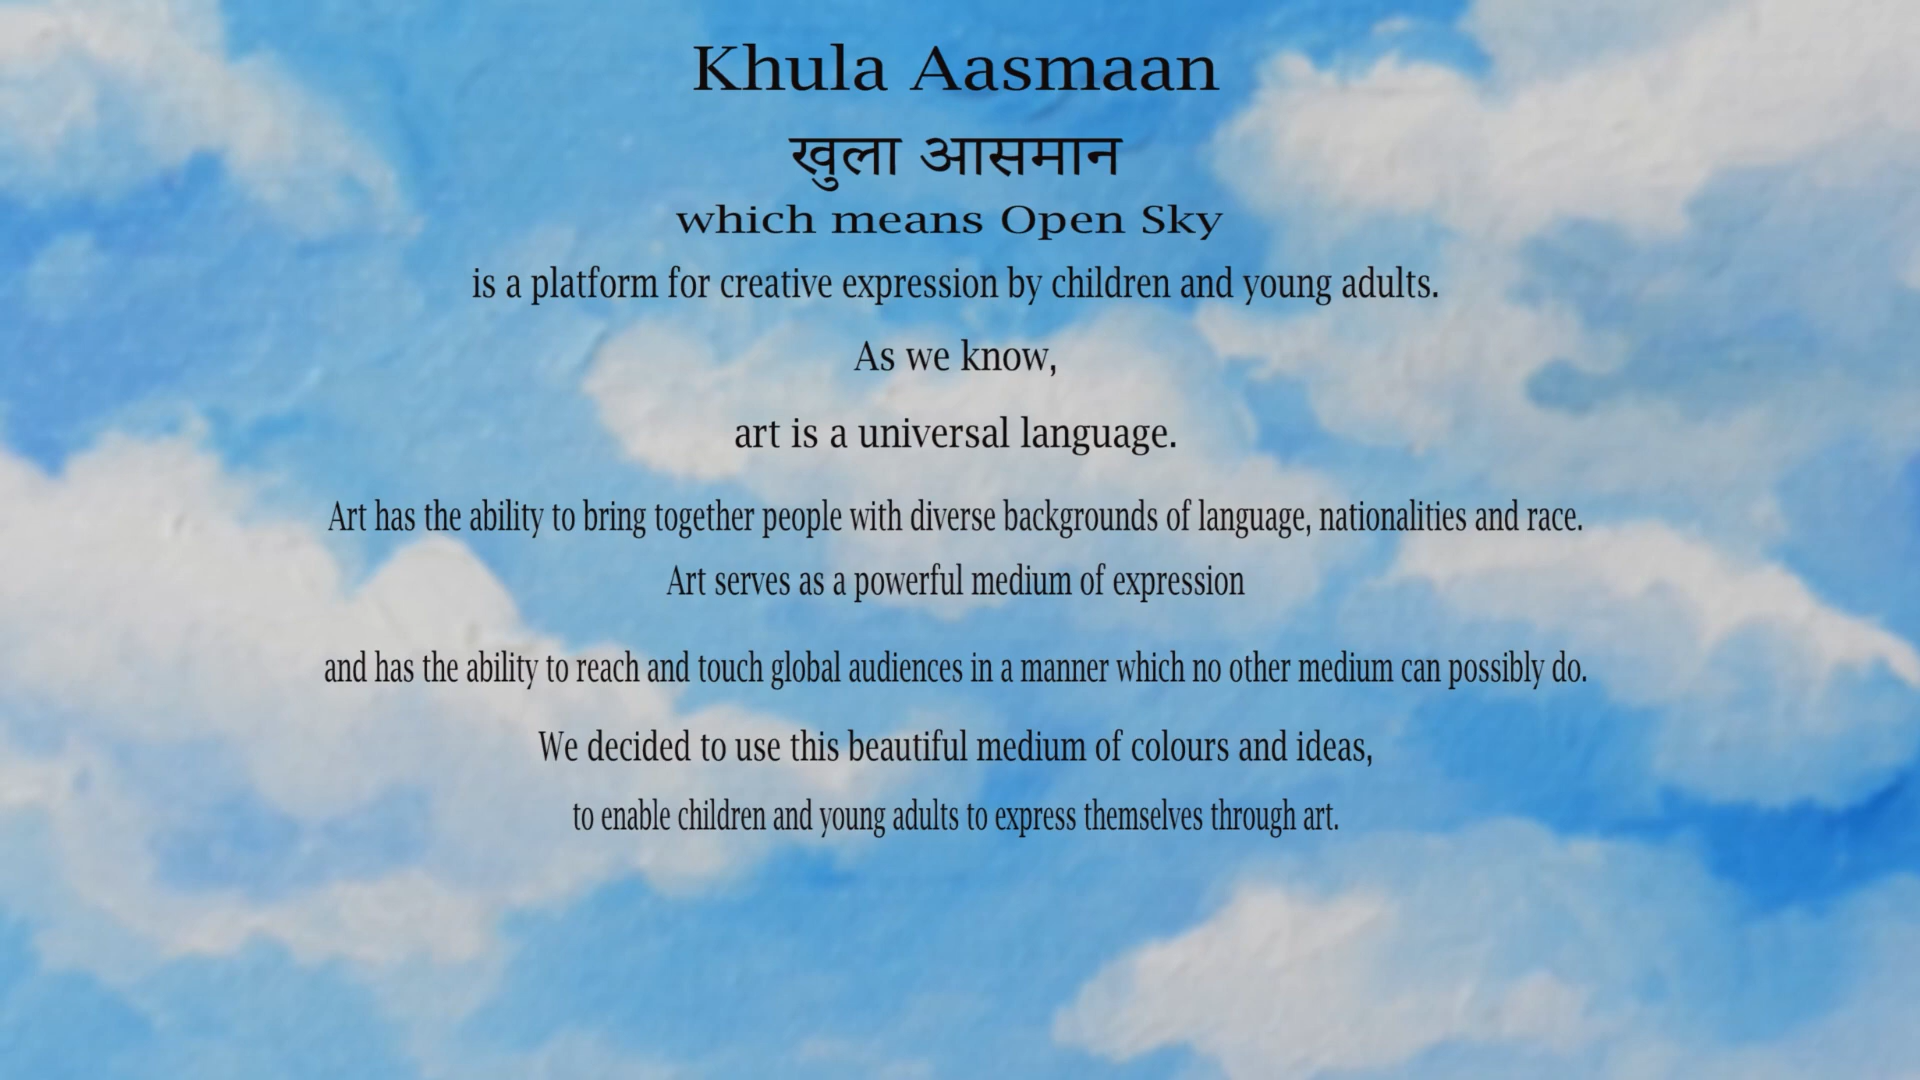 Khula Aasmaan
खुला आसमान
which means Open Sky
is a platform for creative expression by children and young adults.
As we know,
art is a universal language.
Art has the ability to bring together people with diverse backgrounds of language, nationalities and race.
Art serves as a powerful medium of expression
and has the ability to reach and touch global audiences in a manner which no other medium can possibly do.
We decided to use this beautiful medium of colours and ideas,
to enable children and young adults to express themselves through art.